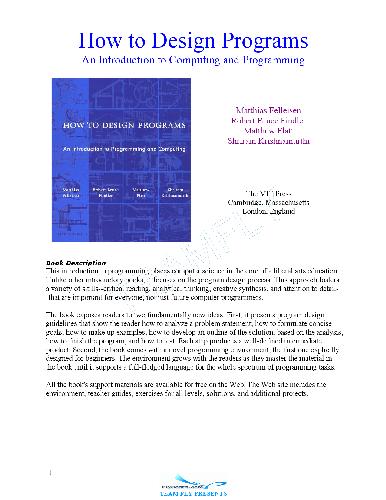 How to Design Programs
An Introduction to Computing and Programming
Matthias Felleisen
Robert Bruce Findler
Matthew Flatt
Shriram Krishnamurthi
HOW TO DESIGN PROGRAMS
An Introduction to Programming and Computing
Matthias Felleisen
Robert Bruce Findler
Matthew Flatt
Shriram Krishnamurthi
The MIT Press
Cambridge, Massachusetts
London, England
Book Description
This introduction to programming places computer science in the core of a liberal arts education.
Unlike other introductory books, it focuses on the program design process. This approach fosters
a variety of skills--critical reading, analytical thinking, creative synthesis, and attention to detail--
that are important for everyone, not just future computer programmers.
The book exposes readers to two fundamentally new ideas. First, it presents program design
guidelines that show the reader how to analyze a problem statement; how to formulate concise
goals; how to make up examples; how to develop an outline of the solution, based on the analysis;
how to finish the program; and how to test. Each step produces a well-defined intermediate
product. Second, the book comes with a novel programming environment, the first one explicitly
designed for beginners. The environment grows with the readers as they master the material in
the book until it supports a full-fledged language for the whole spectrum of programming tasks.
All the book's support materials are available for free on the Web. The Web site includes the
environment, teacher guides, exercises for all levels, solutions, and additional projects.
TEAM FLY PRESENTS